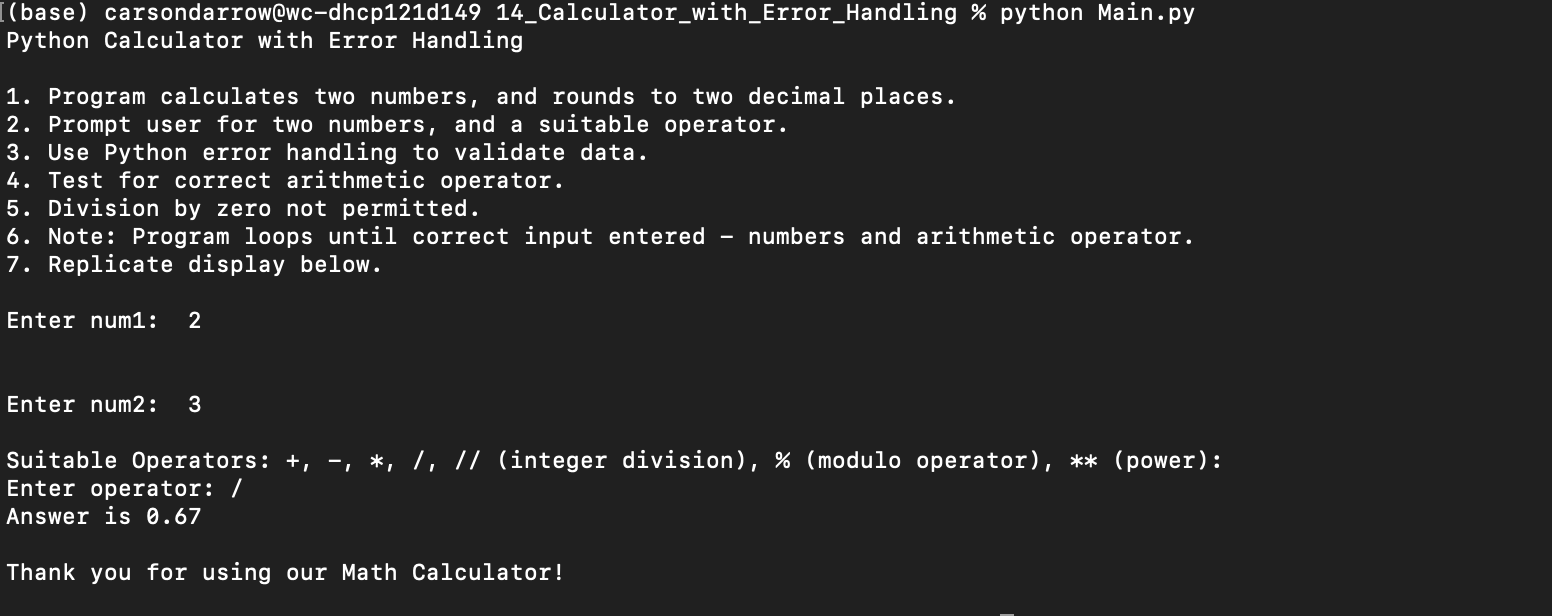 (base) carsondarrow@wc-dhcp121d149 14_Calculator_with_Error_Handling % python Main.py
Python Calculator with Error Handling
1. Program calculates two numbers, and rounds to two decimal places.
2. Prompt user for two numbers, and a suitable operator.
3. Use Python error handling to validate data.
4. Test for correct arithmetic operator.
5. Division by zero not permitted.
6. Note: Program loops until correct input entered – numbers and arithmetic operator.
7. Replicate display below.
Enter num1:  2
Enter num2:  3
Suitable Operators: +, -, *, /, // (integer division), % (modulo operator), ** (power):
Enter operator: /
Answer is 0.67
Thank you for using our Math Calculator!